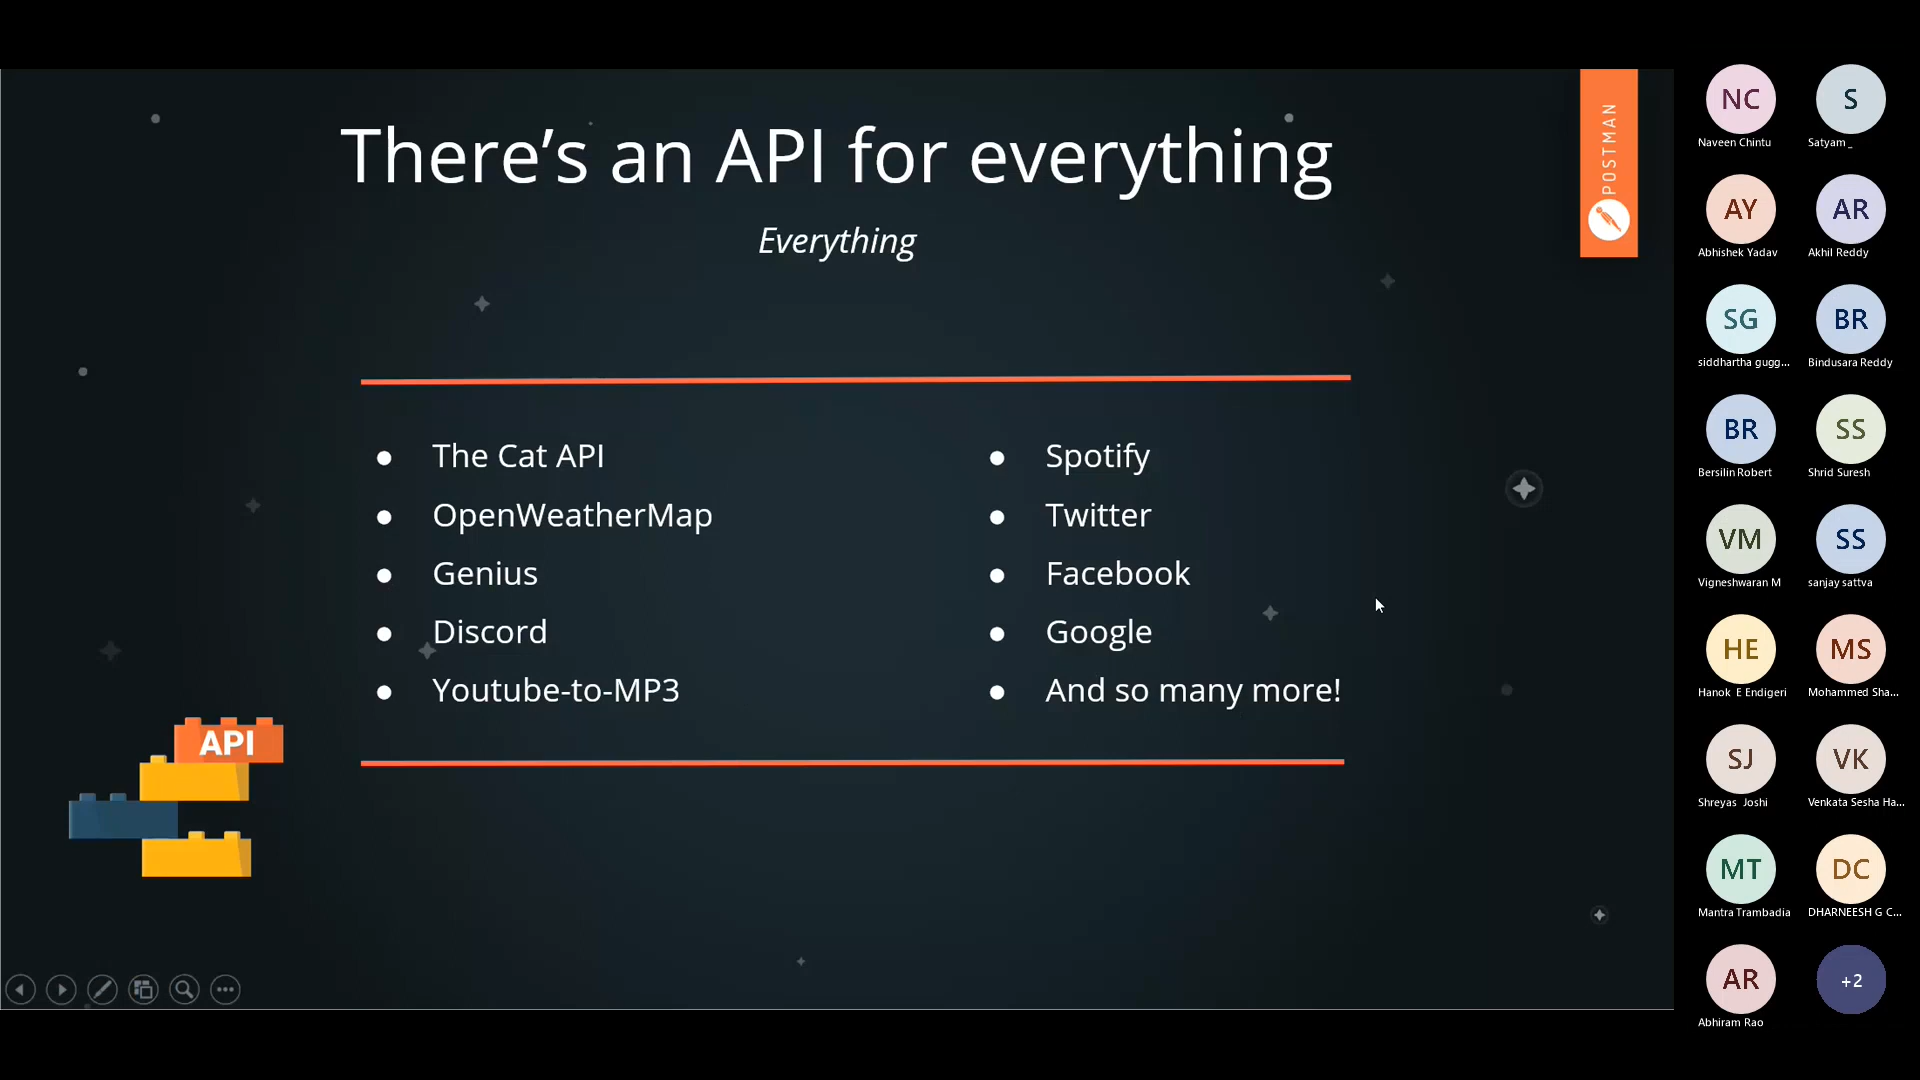 There’s an API for everything
Everything
The Cat API
OpenWeatherMap
Genius
Discord
Youtube-to-MP3
Spotify
Twitter
Facebook
Google
And so many more!
API
POSTMAN
NC
Naveen Chintu
S
Satyam _
AY
Abhishek Yadav
AR
Akhil Reddy
SG
siddhartha gugg...
BR
Bindusara Reddy
BR
Bersilin Robert
SS
Shrid Suresh
VM
Vigneshwaran M
SS
sanjay sattva
HE
Hanok E Endigeri
MS
Mohammed Sha...
SJ
Shreyas Joshi
VK
Venkata Sesha Ha...
MT
Mantra Trambadia
DC
DHARNEESH G C...
AR
Abhiram Rao
+2